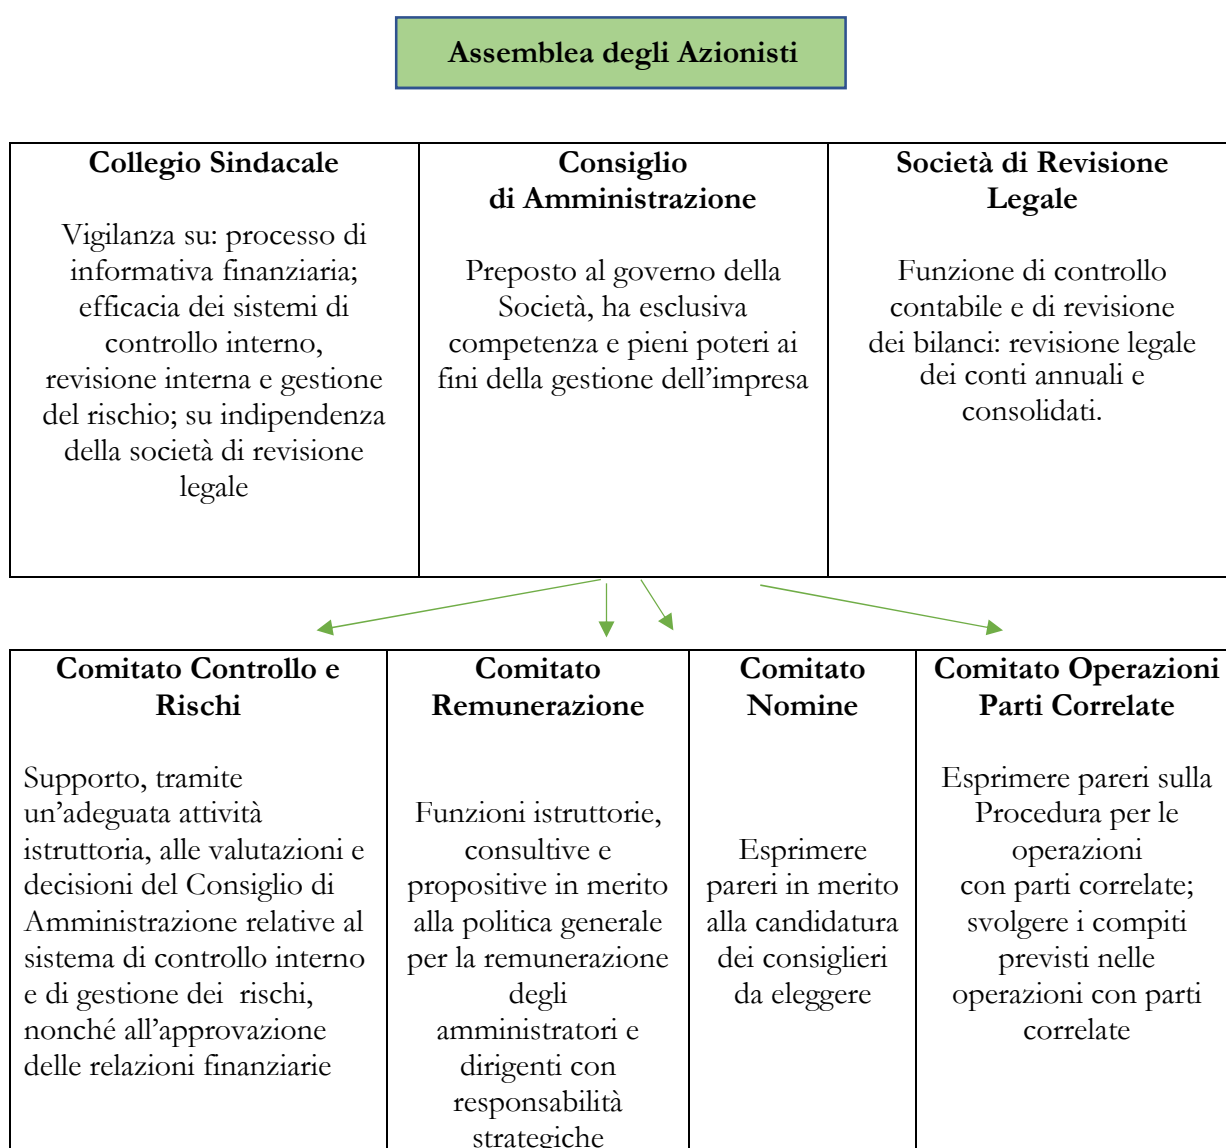 Assemblea degli Azionisti
Collegio Sindacale
Vigilanza su: processo di
informativa finanziaria;
efficacia dei sistemi di
controllo interno,
revisione interna e gestione
del rischio; su indipendenza
della società di revisione
legale
Consiglio
di Amministrazione
Preposto al governo della
Società, ha esclusiva
competenza e pieni poteri ai
fini della gestione dell’impresa
Società di Revisione
Legale
Funzione di controllo
contabile e di revisione
dei bilanci: revisione legale
dei conti annuali e
consolidati.
Comitato Controllo e
Rischi
Supporto, tramite
un’adeguata attività
istruttoria, alle valutazioni e
decisioni del Consiglio di
Amministrazione relative al
sistema di controllo interno
e di gestione dei rischi,
nonché all’approvazione
delle relazioni finanziarie
Comitato
Remunerazione
Funzioni istruttorie,
consultive e
propositive in merito
alla politica generale
per la remunerazione
degli
amministratori e
dirigenti con
responsabilità
strategiche
Comitato
Nomine
Esprimere
pareri in merito
alla candidatura
dei consiglieri
da eleggere
Comitato Operazioni
Parti Correlate
Esprimere pareri sulla
Procedura per le
operazioni
con parti correlate;
svolgere i compiti
previsti nelle
operazioni con parti
correlate